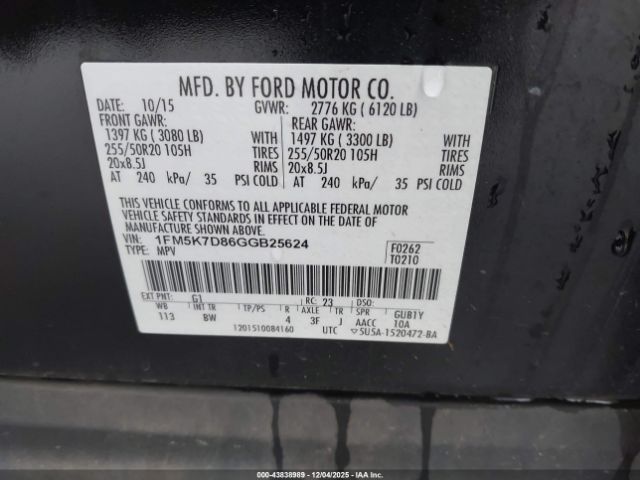 MFD. BY FORD MOTOR CO.
DATE: 10/15 GVWR: 2776 KG ( 6120 LB)
FRONT GAWR: REAR GAWR:
1397 KG ( 3080 LB) WITH 1497 KG ( 3300 LB) WITH
255/50R20 105H TIRES 255/50R20 105H TIRES
20x8.5J RIMS 20x8.5J RIMS
AT 240 kPa/ 35 PSI COLD AT 240 kPa/ 35 PSI COLD
THIS VEHICLE CONFORMS TO ALL APPLICABLE FEDERAL MOTOR
VEHICLE SAFETY STANDARDS IN EFFECT ON THE DATE OF
MANUFACTURE SHOWN ABOVE.
VIN: 1FM5K7D86GGB25624 F0262
TYPE: MPV T0210
EXT PNT: G1 RC: 23 DSO:
WB INT TR TP/PS R AXLE TR SPR GUB1Y
113 BW 4 3F J AACC 10A
1201510084160 UTC SU5A-1520472-BA
000-43838989 | 12/04/2025 | IAA Inc.